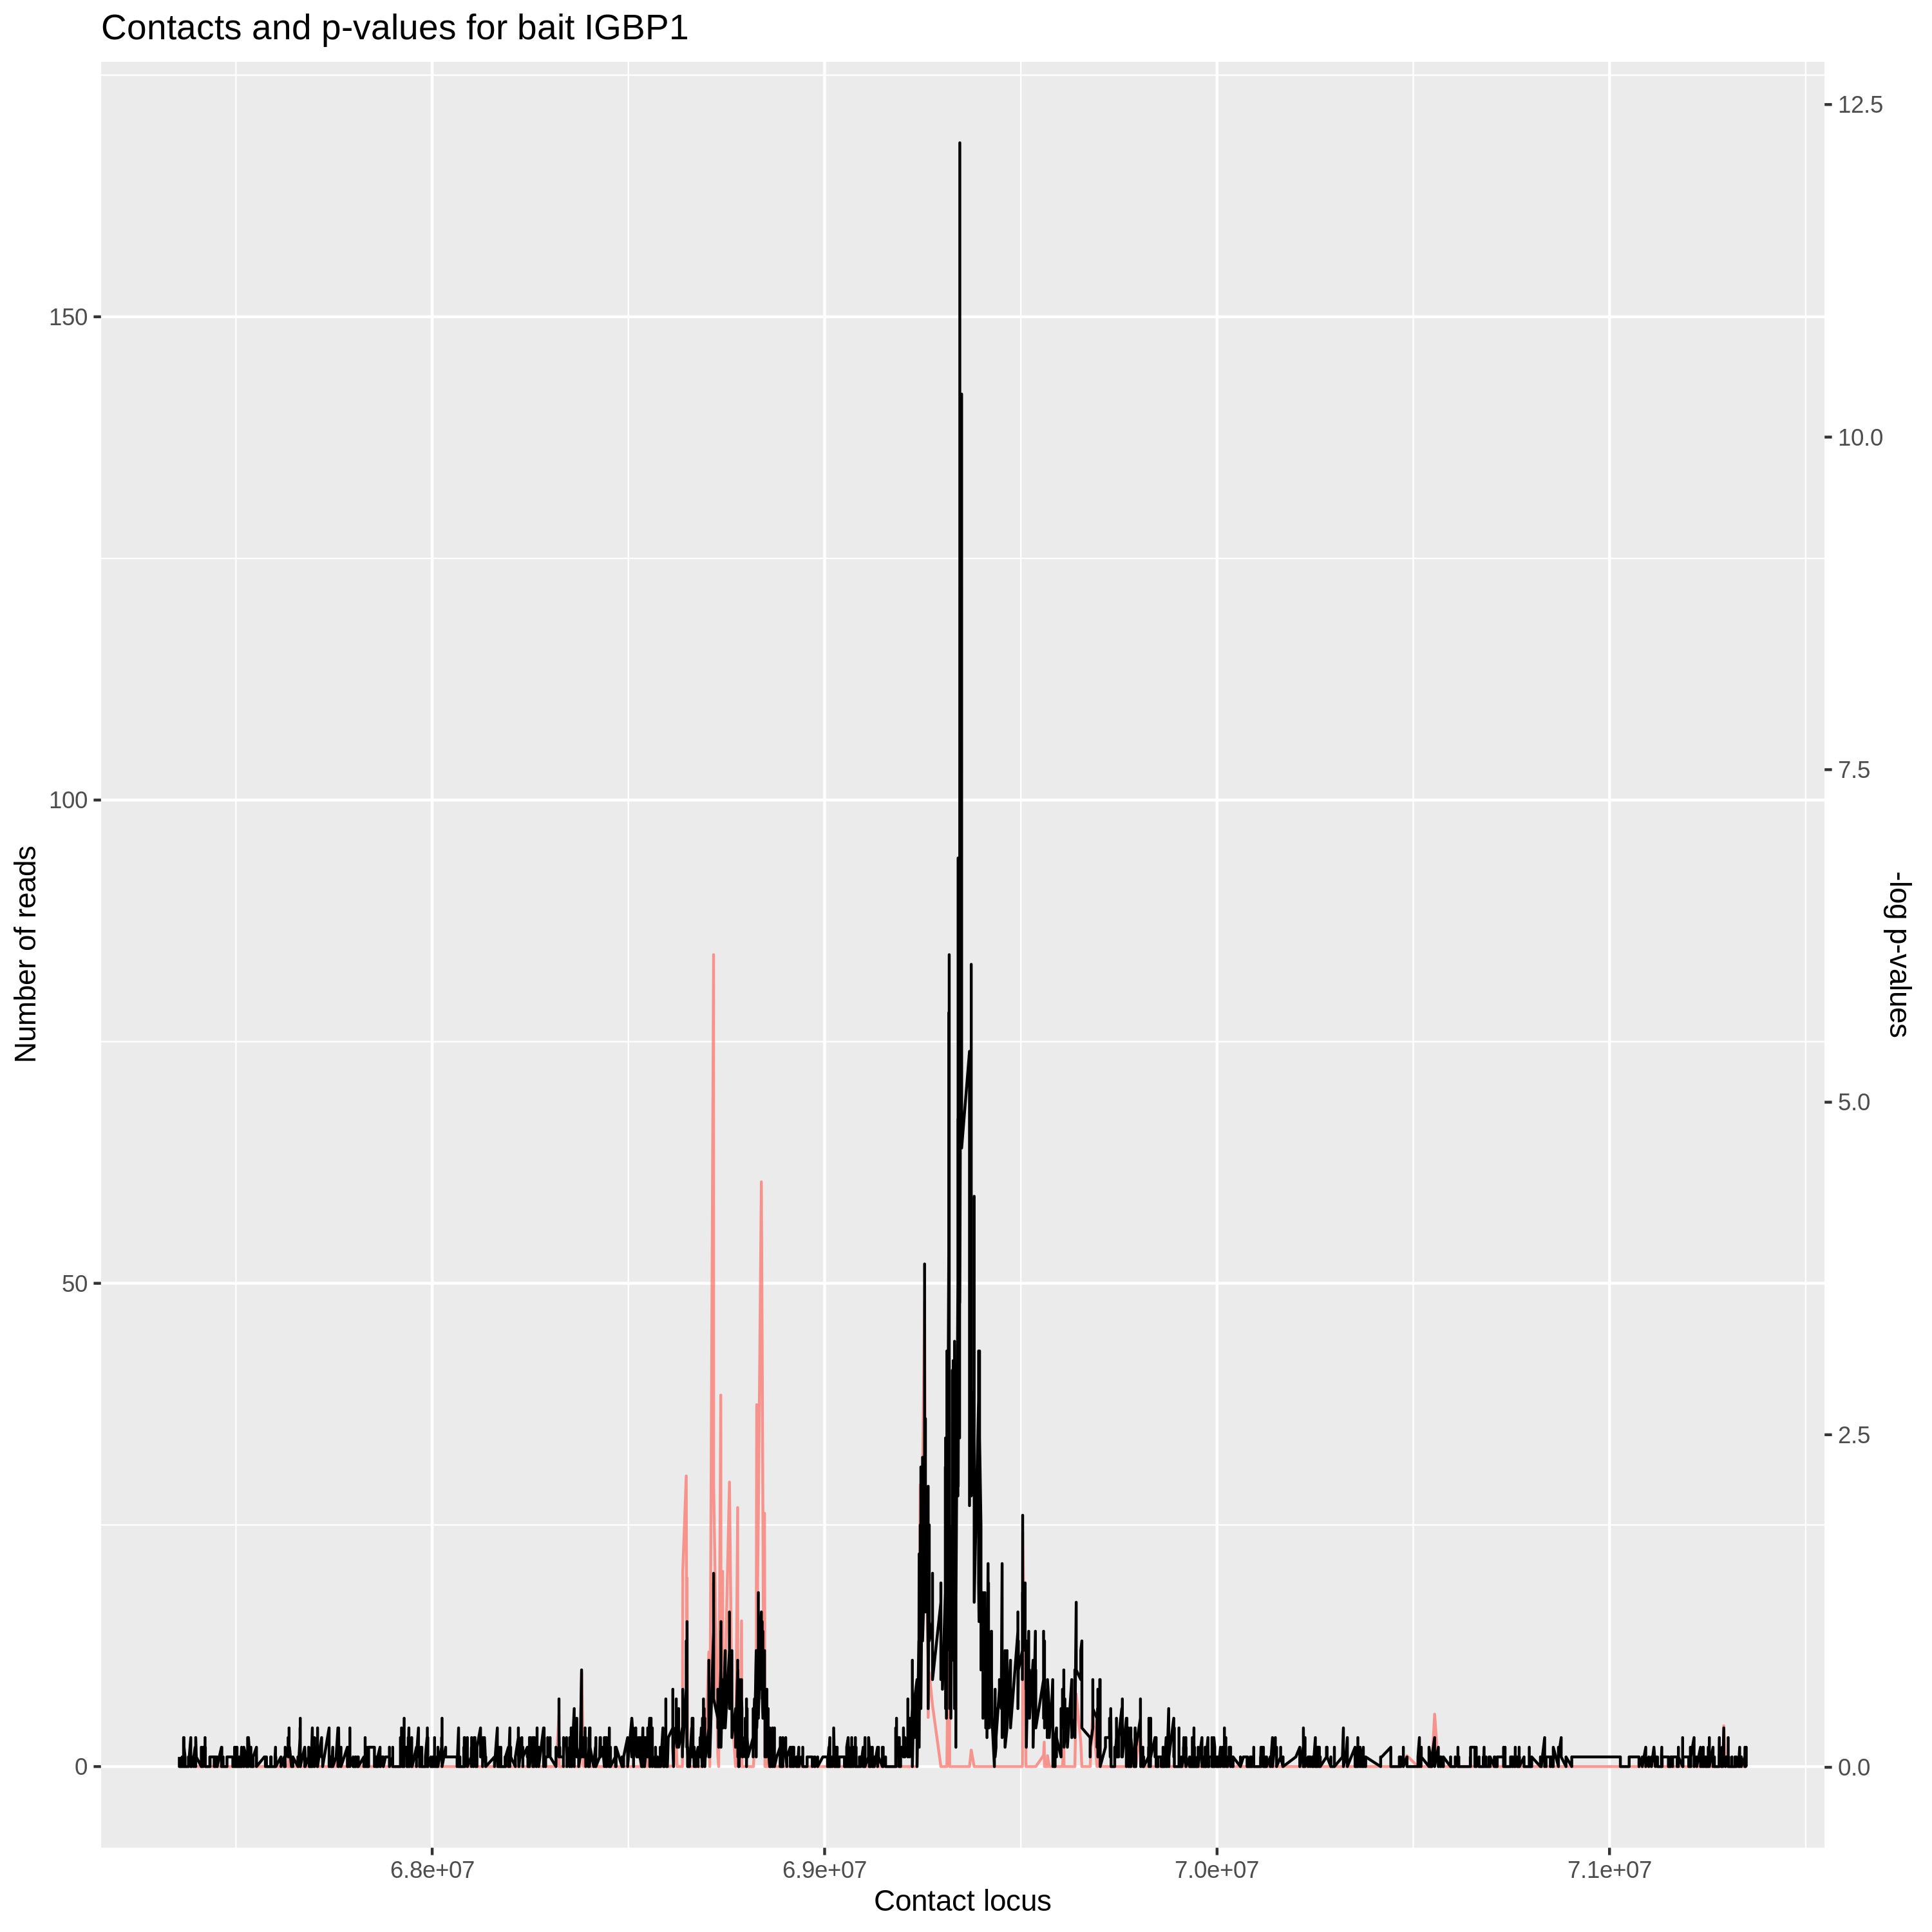 Contacts and p-values for bait IGBP1
Number of reads
150
100
50
0
12.5
10.0
7.5
5.0
2.5
0.0
-log p-values
6.8e+07 6.9e+07 7.0e+07 7.1e+07
Contact locus